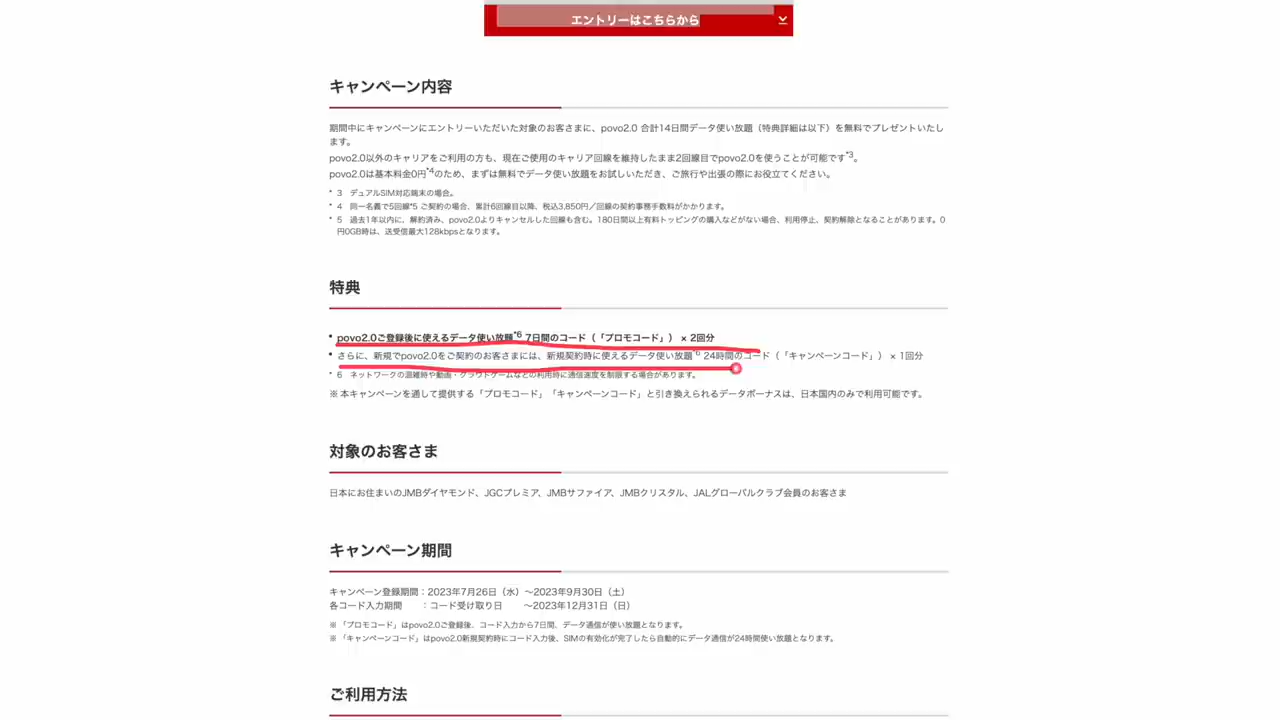 エントリーはこちらから
キャンペーン内容
期間中にキャンペーンにエントリーいただいた対象のお客さまに、povo2.0 合計14日間データ使い放題（特典詳細は以下）を無料でプレゼントいたし
ます。
povo2.0以外のキャリアをご利用の方も、現在ご使用のキャリア回線を維持したまま2回線目でpovo2.0を使うことが可能です*3。
povo2.0は基本料金0円*4のため、まずは無料でデータ使い放題をお試しいただき、ご旅行や出張の際にお役立てください。
* 3 デュアルSIM対応端末の場合。
* 4 同一名義で5回線*5 ご契約の場合、累計6回線目以降、税込3,850円／回線の契約事務手数料がかかります。
* 5 過去1年以内に、解約済み、povo2.0よりキャンセルした回線も含む。180日間以上有料トッピングの購入などがない場合、利用停止、契約解除となることがあります。0
円0GB時は、送受信最大128kbpsとなります。
特典
• povo2.0ご登録後に使えるデータ使い放題*6 7日間のコード（「プロモコード」） × 2回分
• さらに、新規でpovo2.0をご契約のお客さまには、新規契約時に使えるデータ使い放題*6 24時間のコード（「キャンペーンコード」） × 1回分
* 6 ネットワークの混雑時や動画・クラウドゲームなどの利用時に通信速度を制限する場合があります。
※ 本キャンペーンを通して提供する「プロモコード」「キャンペーンコード」と引き換えられるデータボーナスは、日本国内のみで利用可能です。
対象のお客さま
日本にお住まいのJMBダイヤモンド、JGCプレミア、JMBサファイア、JMBクリスタル、JALグローバルクラブ会員のお客さま
キャンペーン期間
キャンペーン登録期間：2023年7月26日（水）～2023年9月30日（土）
各コード入力期間 ：コード受け取り日 ～2023年12月31日（日）
※ 「プロモコード」はpovo2.0ご登録後、コード入力から7日間、データ通信が使い放題となります。
※ 「キャンペーンコード」はpovo2.0新規契約時にコード入力後、SIMの有効化が完了したら自動的にデータ通信が24時間使い放題となります。
ご利用方法